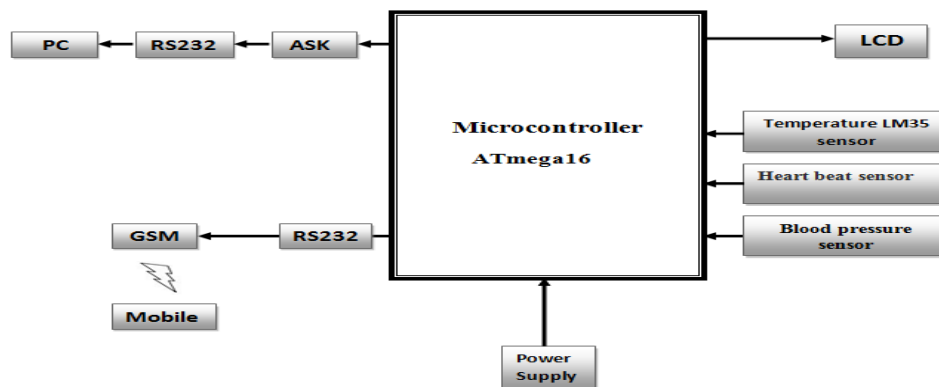 PC
RS232
ASK
LCD
Microcontroller
ATmega16
Temperature LM35
sensor
Heart beat sensor
Blood pressure
sensor
GSM
RS232
Mobile
Power
Supply